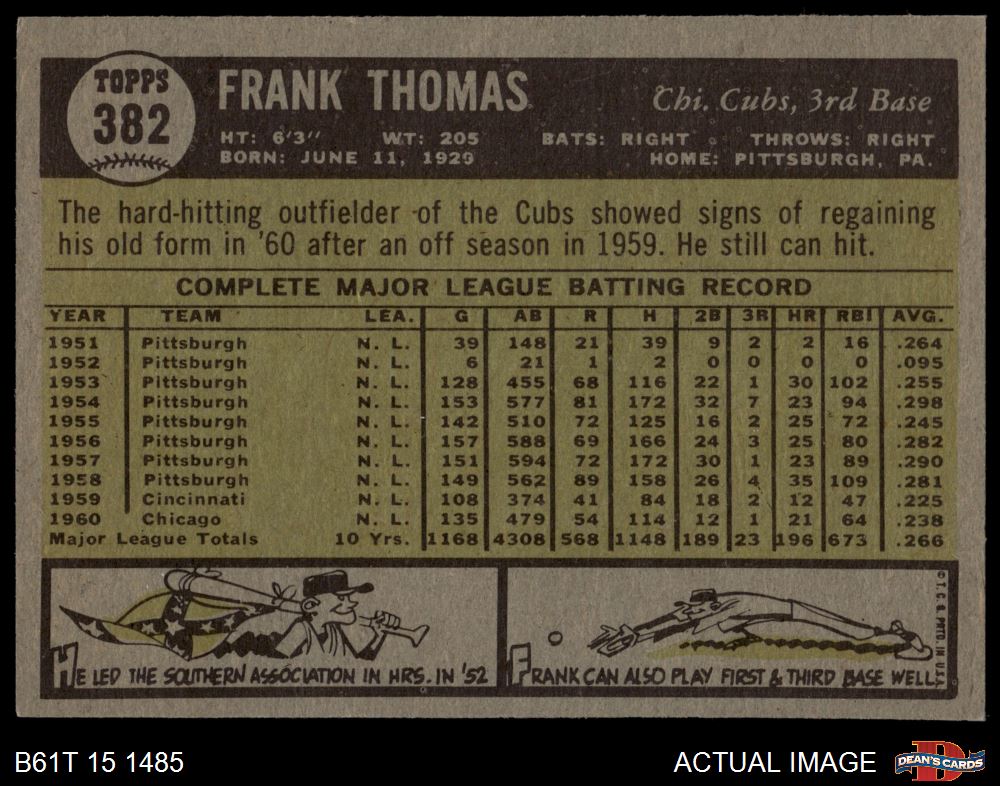 TOPPS
382
FRANK THOMAS
Chi. Cubs, 3rd Base
HT: 6'3" WT: 205 BATS: RIGHT THROWS: RIGHT
BORN: JUNE 11, 1929 HOME: PITTSBURGH, PA.
The hard-hitting outfielder of the Cubs showed signs of regaining
his old form in '60 after an off season in 1959. He still can hit.
COMPLETE MAJOR LEAGUE BATTING RECORD
YEAR TEAM LEA. G AB R H 2B 3B HR RBI AVG.
1951 Pittsburgh N. L. 39 148 21 39 9 2 2 16 .264
1952 Pittsburgh N. L. 6 21 1 2 0 0 0 0 .095
1953 Pittsburgh N. L. 128 455 68 116 22 1 30 102 .255
1954 Pittsburgh N. L. 153 577 81 172 32 7 23 94 .298
1955 Pittsburgh N. L. 142 510 72 125 16 2 25 72 .245
1956 Pittsburgh N. L. 157 588 69 166 24 3 25 80 .282
1957 Pittsburgh N. L. 151 594 72 172 30 1 23 89 .290
1958 Pittsburgh N. L. 149 562 89 158 26 4 35 109 .281
1959 Cincinnati N. L. 108 374 41 84 18 2 12 47 .225
1960 Chicago N. L. 135 479 54 114 12 1 21 64 .238
Major League Totals 10 Yrs. 1168 4308 568 1148 189 23 196 673 .266
HE LED THE SOUTHERN ASSOCIATION IN HRS. IN '52
FRANK CAN ALSO PLAY FIRST & THIRD BASE WELL.
© T. C. G. PRTD. IN U.S.A.
B61T 15 1485
ACTUAL IMAGE
DEAN'S CARDS